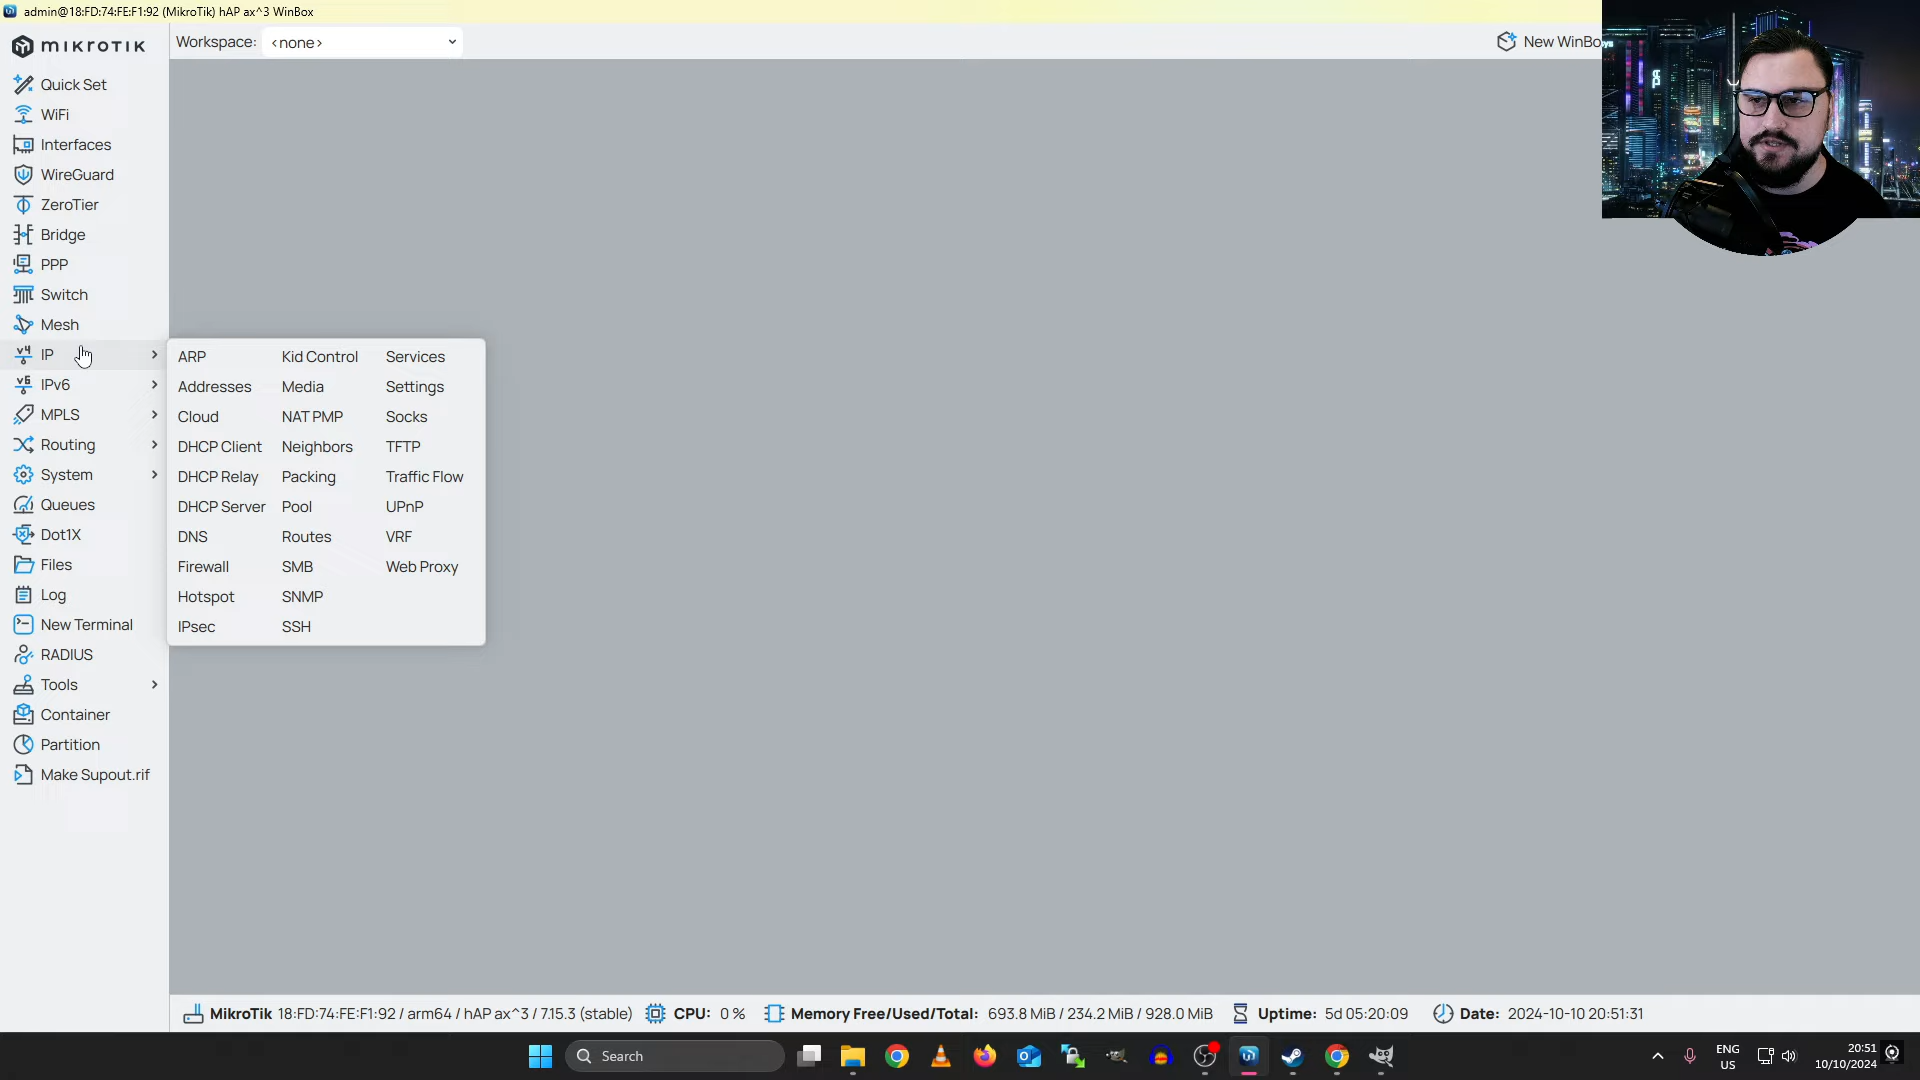 admin@18:FD:74:FE:F1:92 (MikroTik) hAP ax^3 WinBox
MIKROTIK
Workspace: <none>
New WinBo
Quick Set
WiFi
Interfaces
WireGuard
ZeroTier
Bridge
PPP
Switch
Mesh
IP
IPv6
MPLS
Routing
System
Queues
Dot1X
Files
Log
New Terminal
RADIUS
Tools
Container
Partition
Make Supout.rif
ARP Kid Control Services
Addresses Media Settings
Cloud NAT PMP Socks
DHCP Client Neighbors TFTP
DHCP Relay Packing Traffic Flow
DHCP Server Pool UPnP
DNS Routes VRF
Firewall SMB Web Proxy
Hotspot SNMP
IPsec SSH
MikroTik 18:FD:74:FE:F1:92 / arm64 / hAP ax^3 / 7.15.3 (stable) CPU: 0 % Memory Free/Used/Total: 693.8 MiB / 234.2 MiB / 928.0 MiB Uptime: 5d 05:20:09 Date: 2024-10-10 20:51:31
Search
ENG
US
20:51
10/10/2024